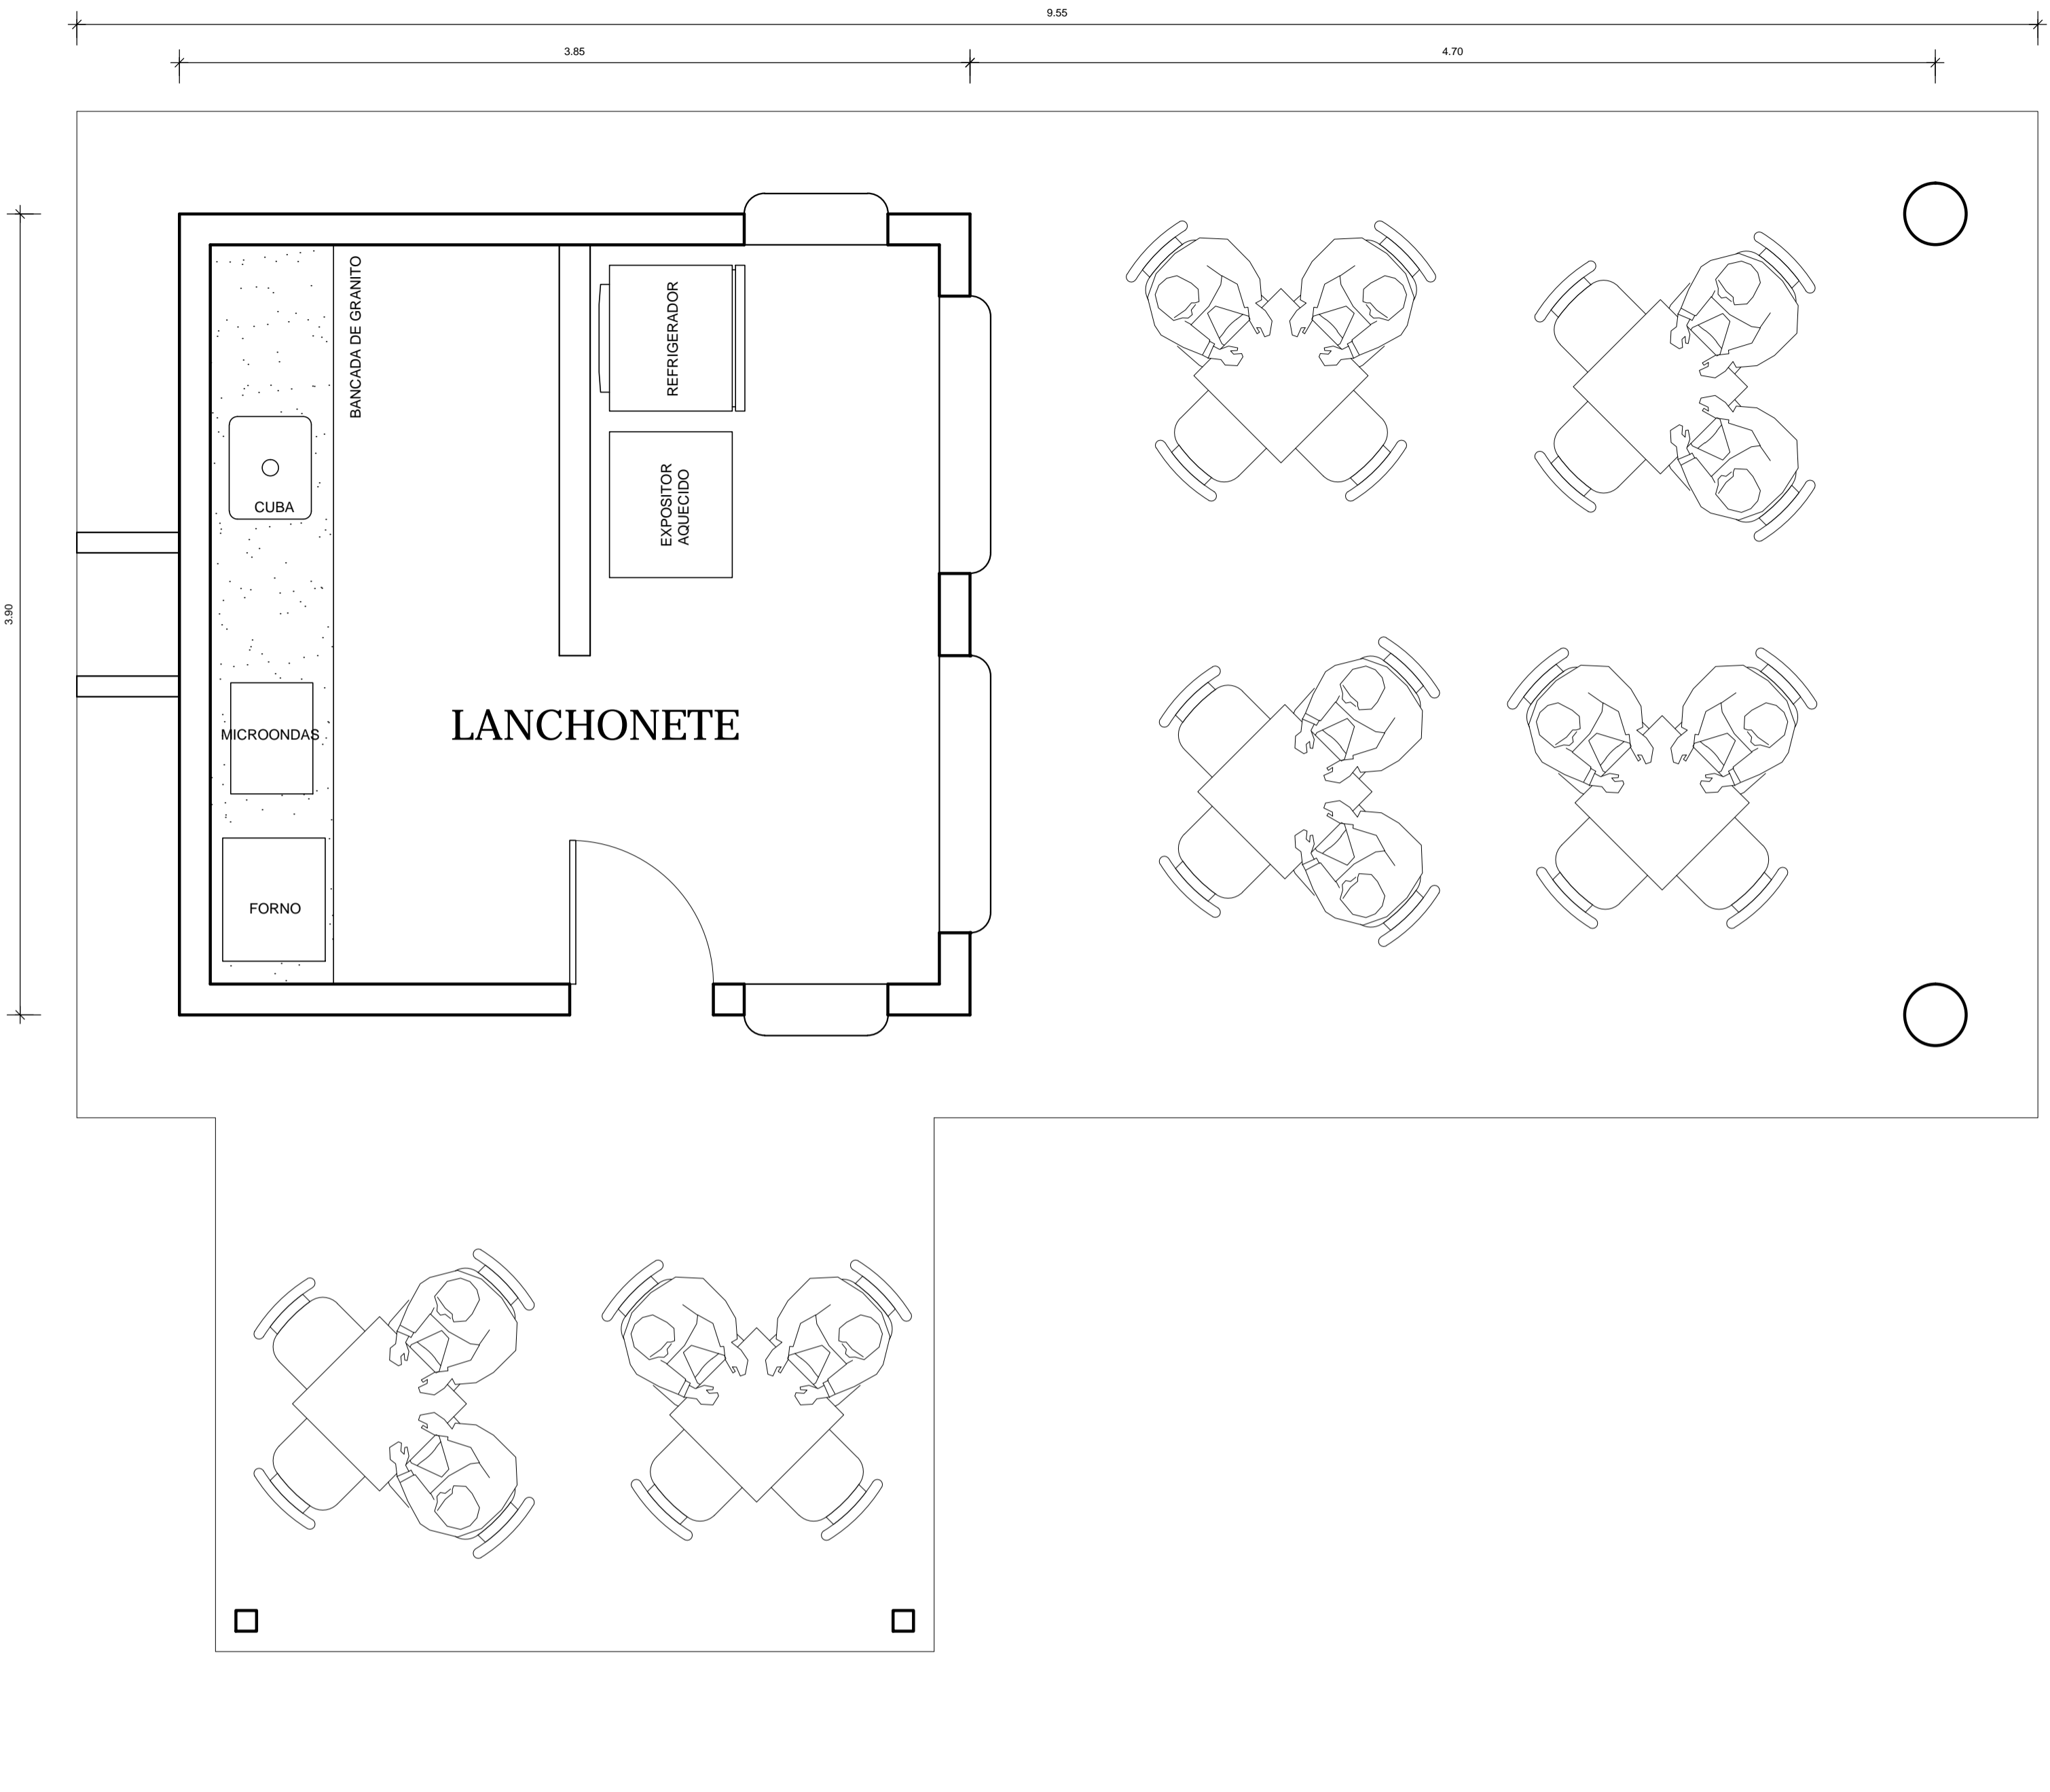 9.55
3.85
4.70
3.90
BANCADA DE GRANITO
REFRIGERADOR
CUBA
EXPOSITOR
AQUECIDO
LANCHONETE
MICROONDAS
FORNO